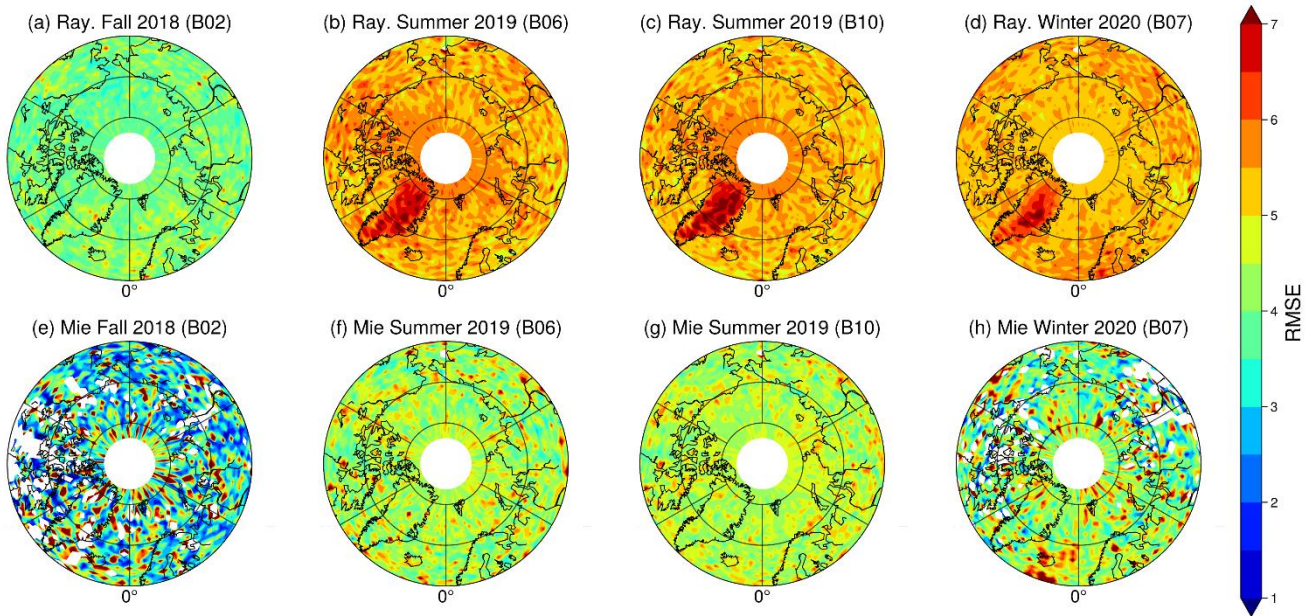 (a) Ray. Fall 2018 (B02)
(b) Ray. Summer 2019 (B06)
(c) Ray. Summer 2019 (B10)
(d) Ray. Winter 2020 (B07)
0°
0°
0°
0°
(e) Mie Fall 2018 (B02)
(f) Mie Summer 2019 (B06)
(g) Mie Summer 2019 (B10)
(h) Mie Winter 2020 (B07)
0°
0°
0°
0°
7
6
5
4
3
2
1
RMSE